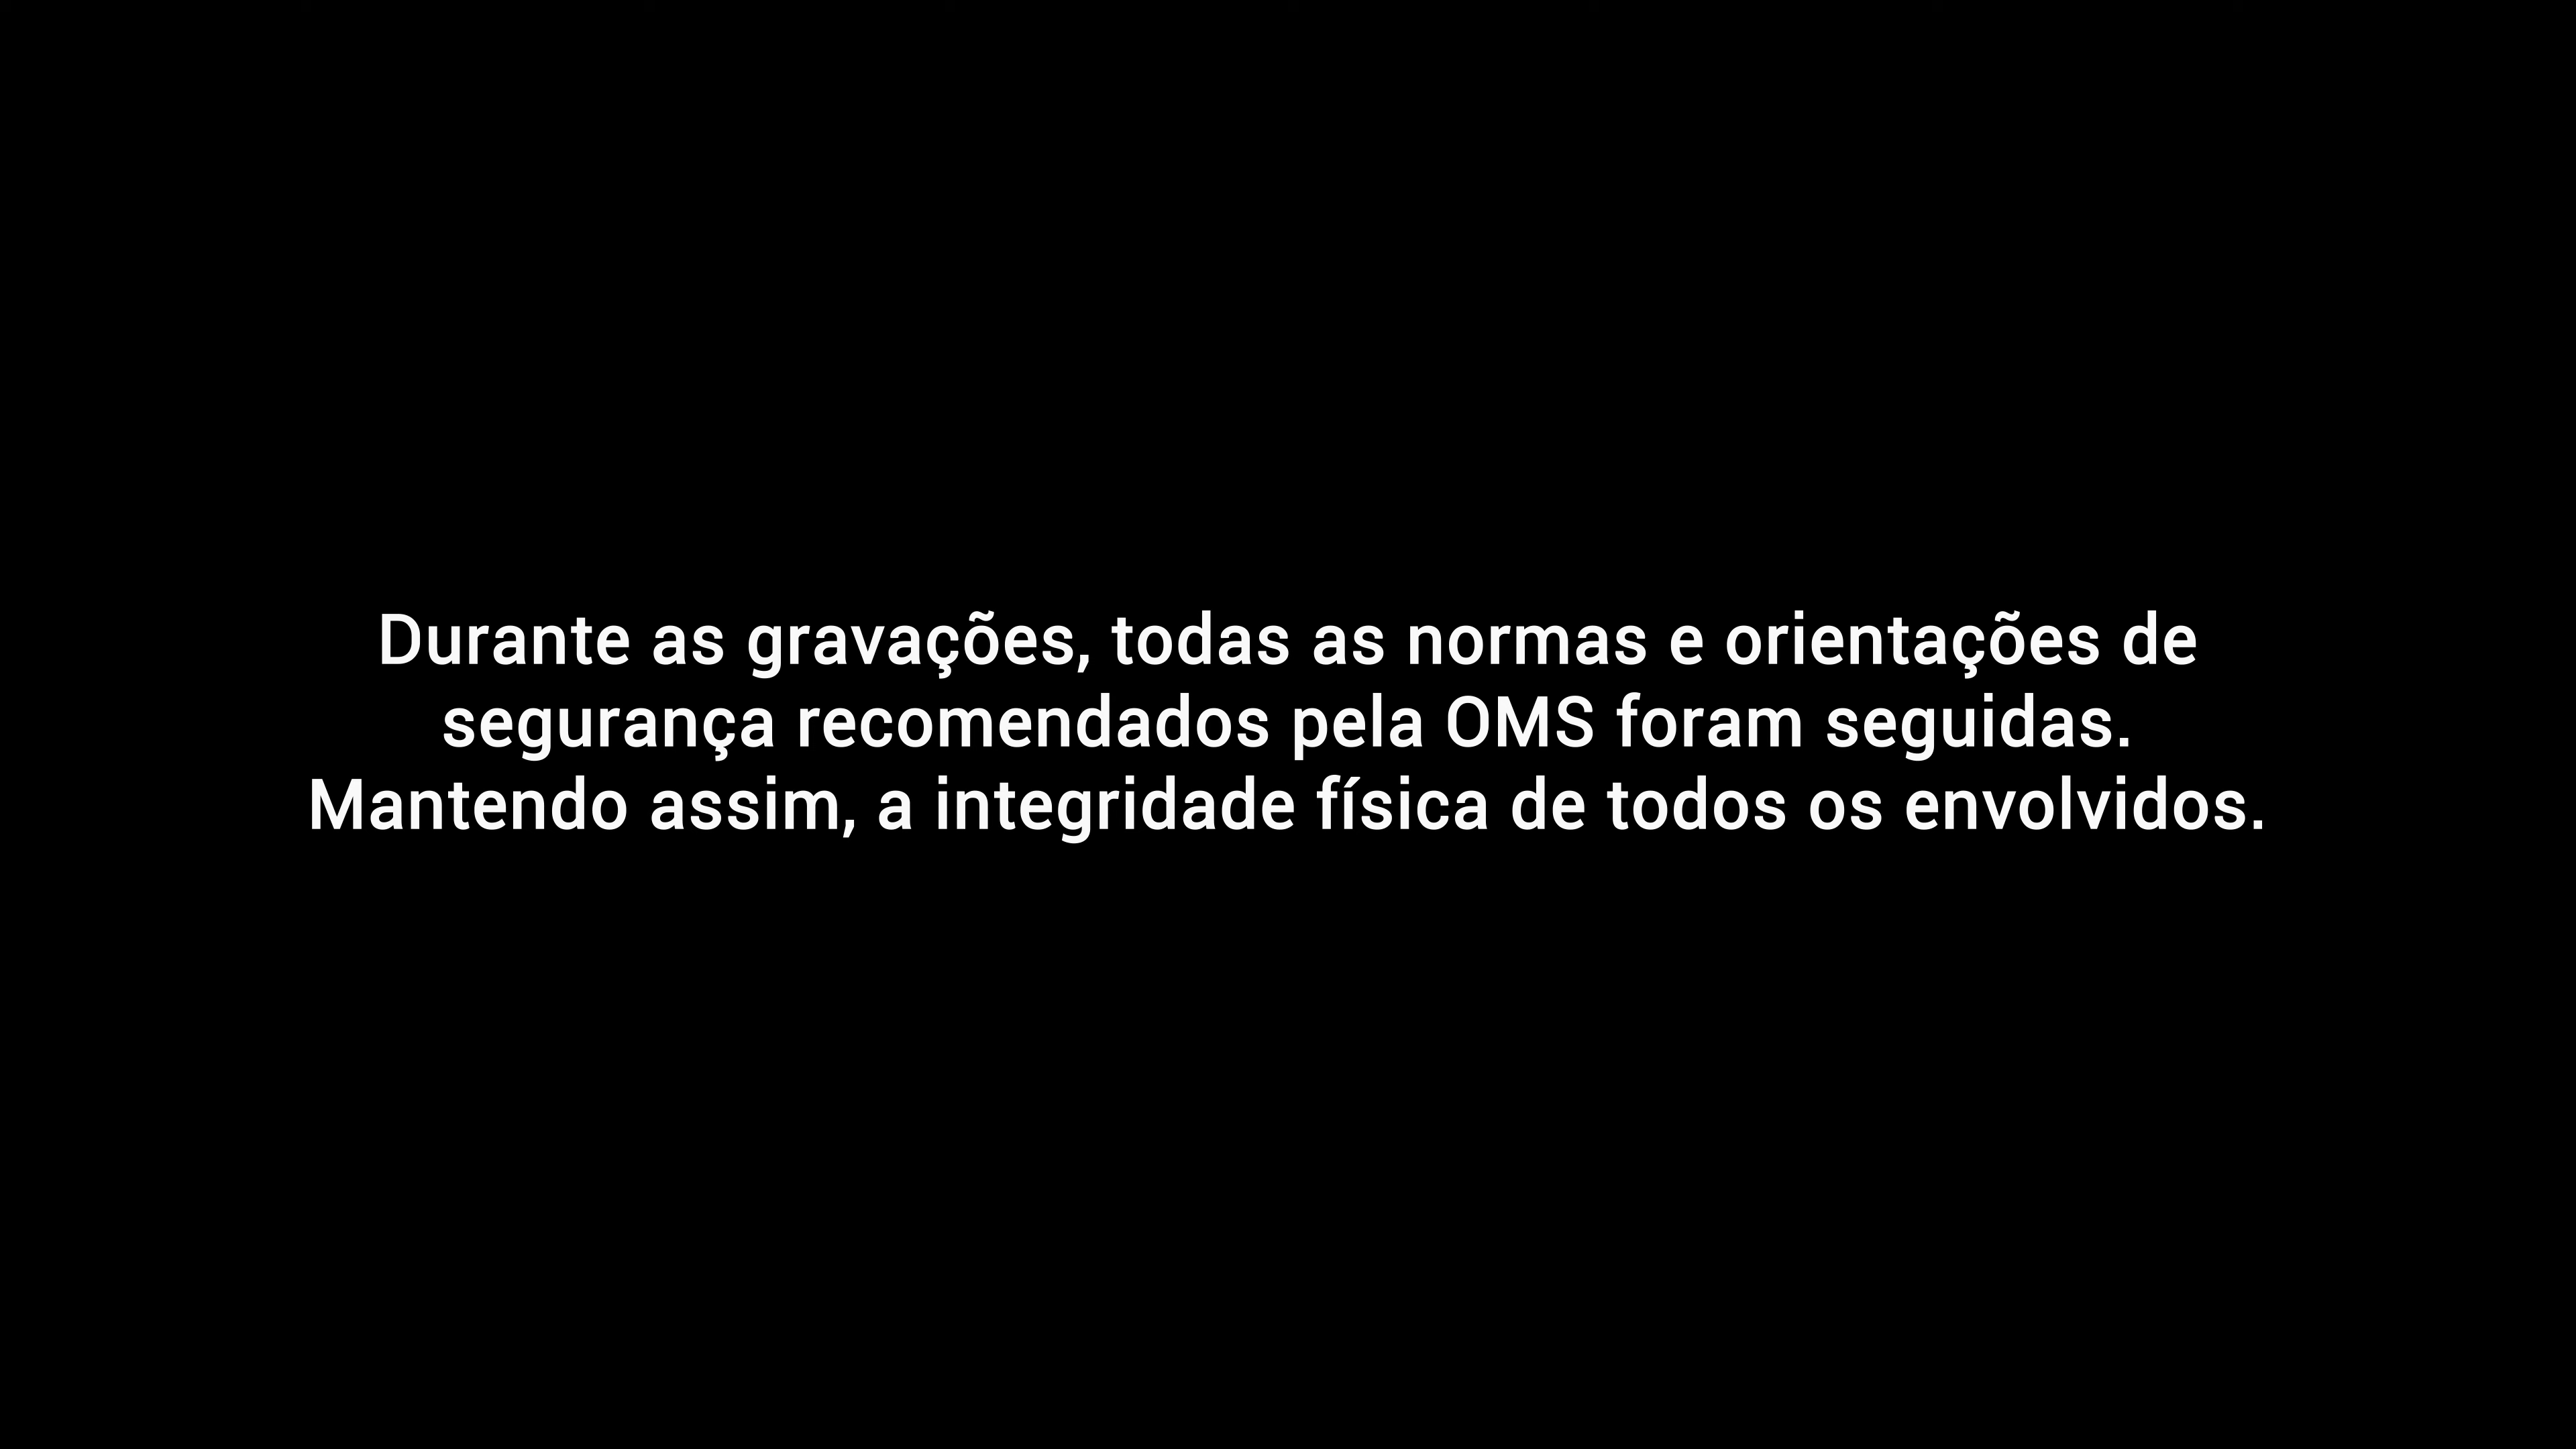 Durante as gravações, todas as normas e orientações de
segurança recomendados pela OMS foram seguidas.
Mantendo assim, a integridade física de todos os envolvidos.